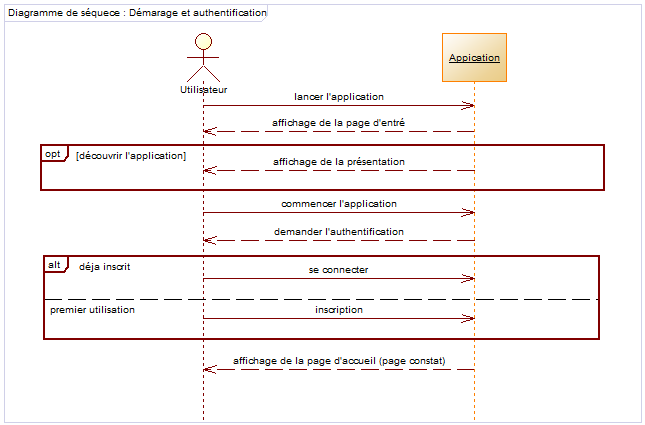 Diagramme de séquece : Démarage et authentification
Utilisateur
Appication
lancer l'application
affichage de la page d'entré
opt
[découvrir l'application]
affichage de la présentation
commencer l'application
demander l'authentification
alt
déja inscrit
se connecter
premier utilisation
inscription
affichage de la page d'accueil (page constat)